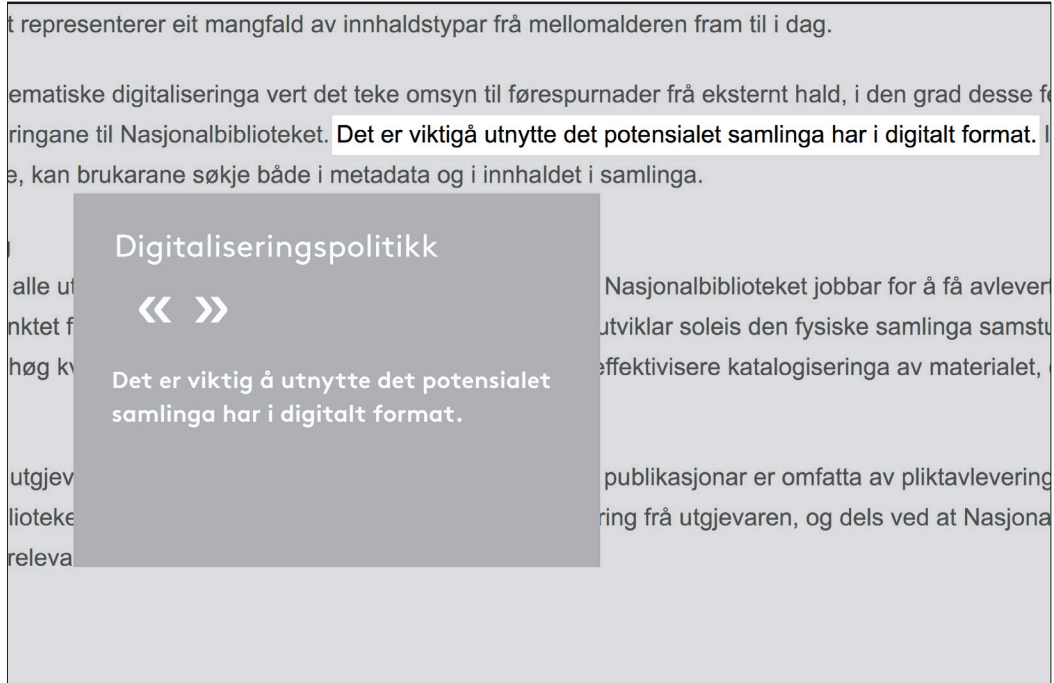 t representerer eit mangfald av innhaldstypar frå mellomalderen fram til i dag.
ematiske digitaliseringa vert det teke omsyn til førespurnader frå eksternt hald, i den grad desse f
ringane til Nasjonalbiblioteket. Det er viktigå utnytte det potensialet samlinga har i digitalt format.
e, kan brukarane søkje både i metadata og i innhaldet i samlinga.
Digitaliseringspolitikk
« »
Det er viktig å utnytte det potensialet
samlinga har i digitalt format.
alle ut Nasjonalbiblioteket jobbar for å få avlevert
nktet f utviklar soleis den fysiske samlinga samstu
høg kv effektivisere katalogiseringa av materialet,
utgjev publikasjonar er omfatta av pliktavlevering
lioteke ring frå utgjevaren, og dels ved at Nasjona
releva